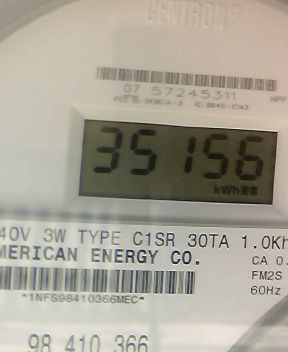 CENTRON®
07 57245311
35156
kWh
40V 3W TYPE C1SR 30TA 1.0Kh
MERICAN ENERGY CO.
CA 0.
FM2S
*1NFS98410366MEC*
60Hz
98 410 366